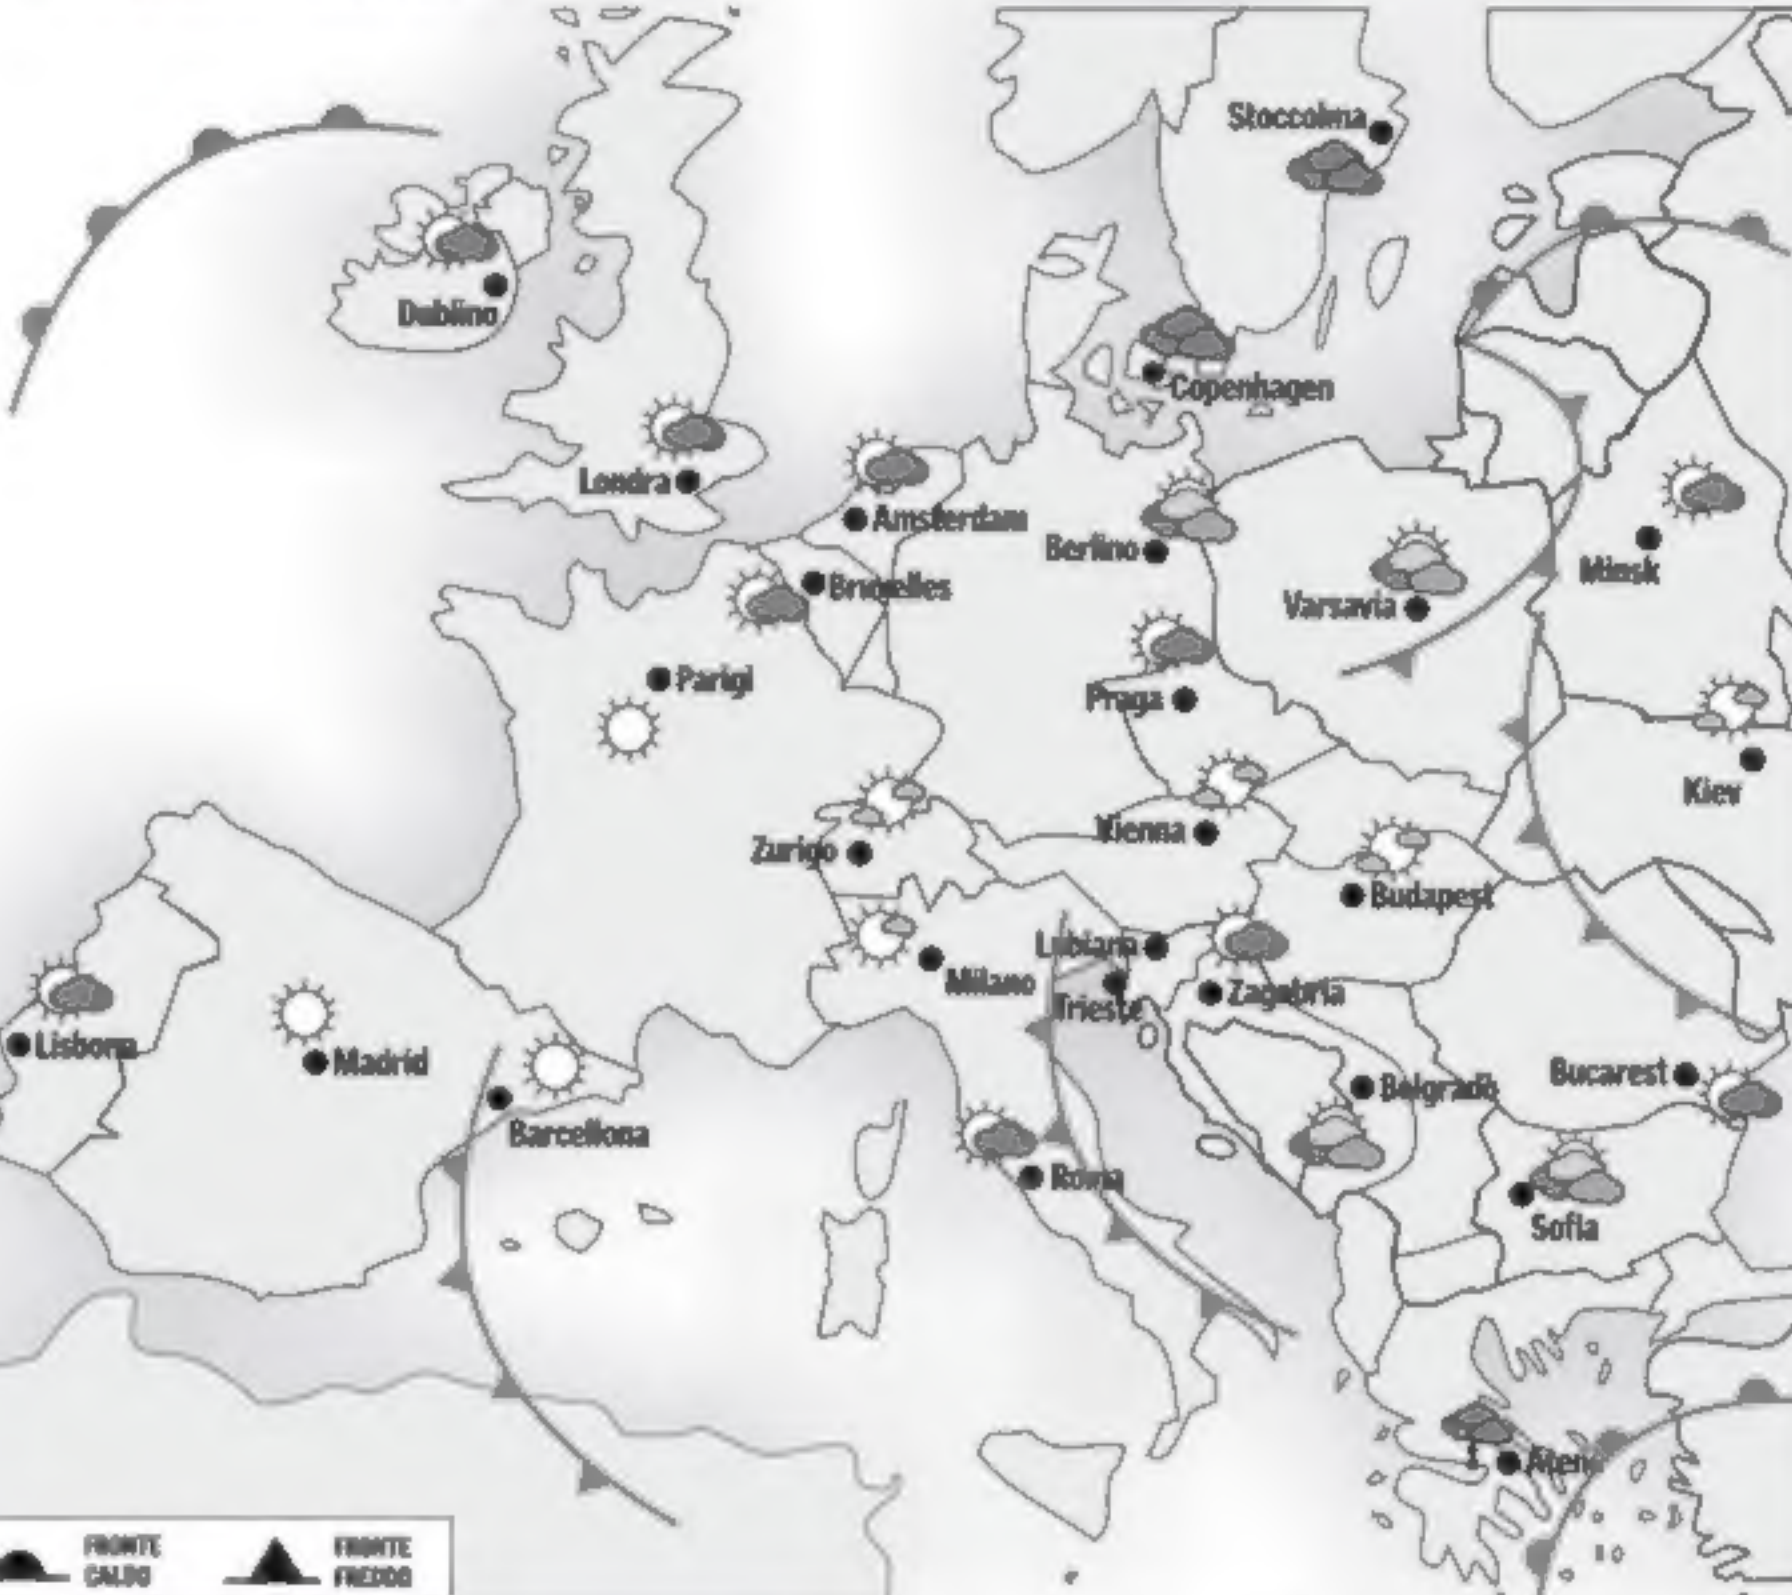 Stoccolma
Dublino
Copenhagen
Londra
Amsterdam
Berlino
Minsk
Bruxelles
Varsavia
Parigi
Praga
Kiev
Vienna
Zurigo
Budapest
Lubiana
Milano
Zagabria
Trieste
Lisbona
Madrid
Belgrado
Bucarest
Barcellona
Roma
Sofia
Atene
FRONTE
CALDO
FRONTE
FREDDO